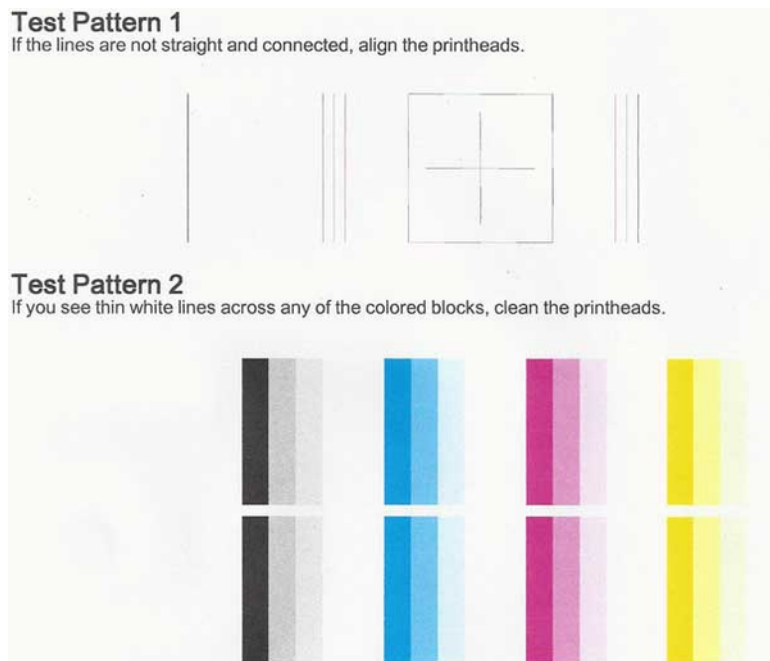 Test Pattern 1
If the lines are not straight and connected, align the printheads.
Test Pattern 2
If you see thin white lines across any of the colored blocks, clean the printheads.